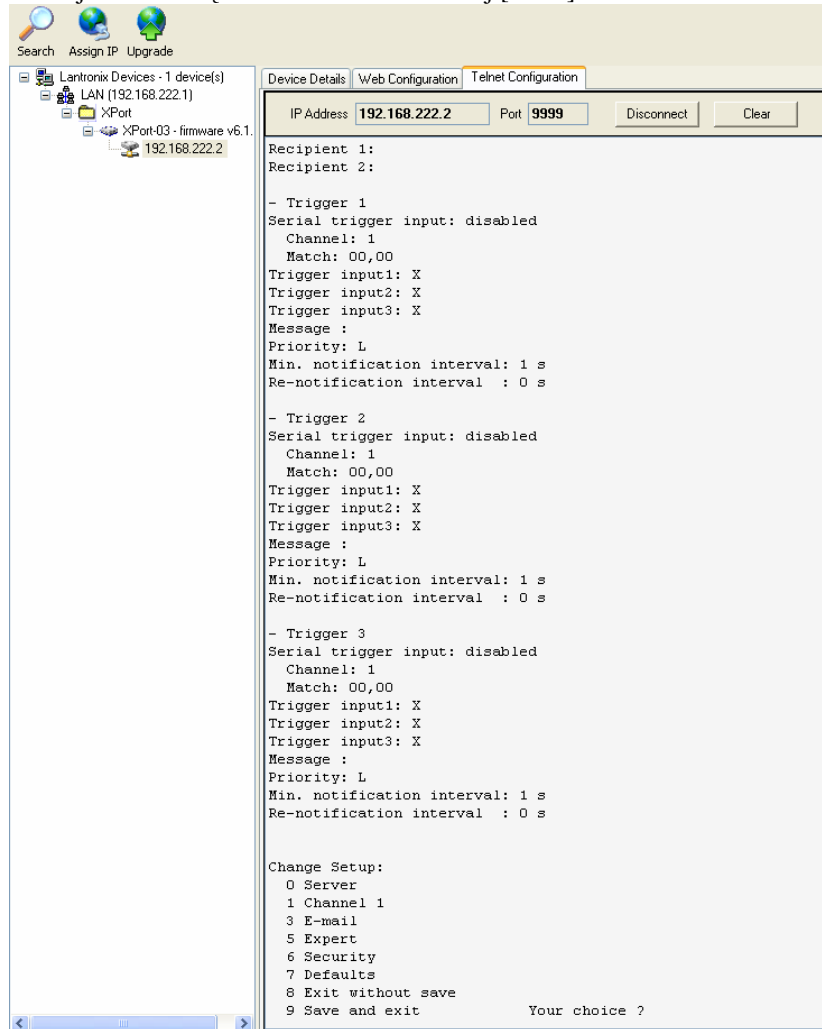 Search Assign IP Upgrade
Lantronix Devices - 1 device(s)
LAN (192.168.222.1)
XPort
XPort-03 - firmware v6.1.
192.168.222.2
Device Details Web Configuration Telnet Configuration
IP Address 192.168.222.2 Port 9999 Disconnect Clear
Recipient 1:
Recipient 2:
- Trigger 1
Serial trigger input: disabled
Channel: 1
Match: 00,00
Trigger input1: X
Trigger input2: X
Trigger input3: X
Message :
Priority: L
Min. notification interval: 1 s
Re-notification interval : 0 s
- Trigger 2
Serial trigger input: disabled
Channel: 1
Match: 00,00
Trigger input1: X
Trigger input2: X
Trigger input3: X
Message :
Priority: L
Min. notification interval: 1 s
Re-notification interval : 0 s
- Trigger 3
Serial trigger input: disabled
Channel: 1
Match: 00,00
Trigger input1: X
Trigger input2: X
Trigger input3: X
Message :
Priority: L
Min. notification interval: 1 s
Re-notification interval : 0 s
Change Setup:
0 Server
1 Channel 1
3 E-mail
5 Expert
6 Security
7 Defaults
8 Exit without save
9 Save and exit Your choice ?